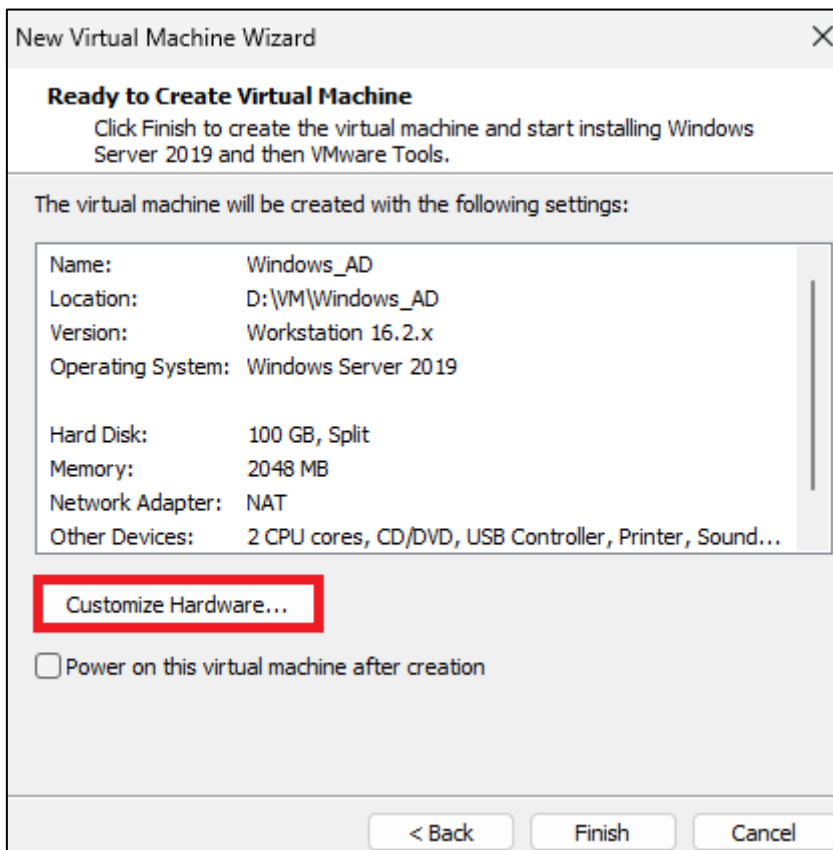 New Virtual Machine Wizard
Ready to Create Virtual Machine
Click Finish to create the virtual machine and start installing Windows
Server 2019 and then VMware Tools.
The virtual machine will be created with the following settings:
Name: Windows_AD
Location: D:\VM\Windows_AD
Version: Workstation 16.2.x
Operating System: Windows Server 2019
Hard Disk: 100 GB, Split
Memory: 2048 MB
Network Adapter: NAT
Other Devices: 2 CPU cores, CD/DVD, USB Controller, Printer, Sound...
Customize Hardware...
Power on this virtual machine after creation
< Back Finish Cancel